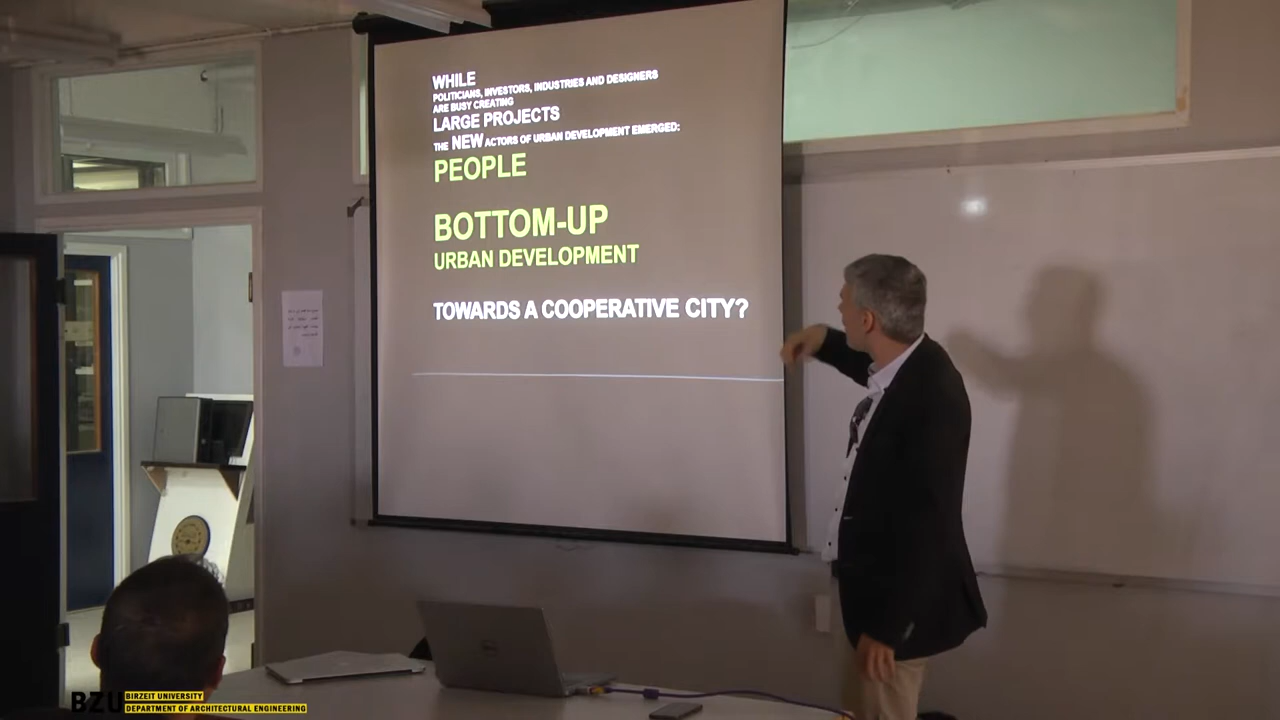 WHILE
POLITICIANS, INVESTORS, INDUSTRIES AND DESIGNERS
ARE BUSY CREATING
LARGE PROJECTS
THE NEW ACTORS OF URBAN DEVELOPMENT EMERGED:
PEOPLE
BOTTOM-UP
URBAN DEVELOPMENT
TOWARDS A COOPERATIVE CITY?
BZU BIRZEIT UNIVERSITY
DEPARTMENT OF ARCHITECTURAL ENGINEERING